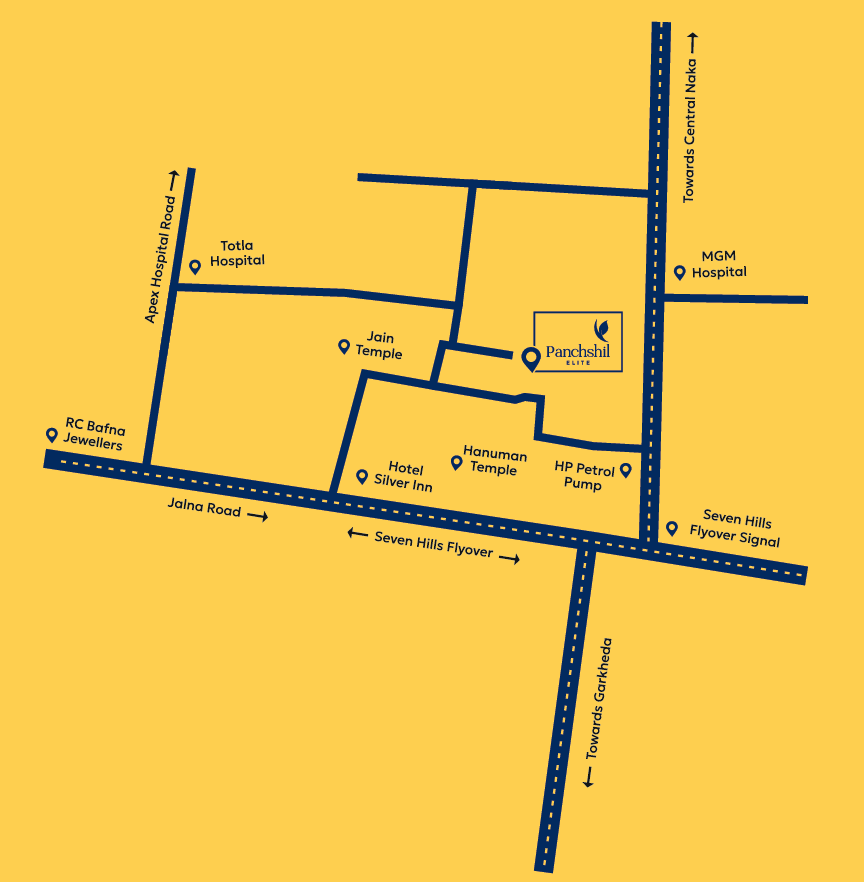 Towards Central Naka
Apex Hospital Road
Totla
Hospital
MGM
Hospital
Jain
Temple
Panchshil
ELITE
RC Bafna
Jewellers
Hotel
Silver Inn
Hanuman
Temple
HP Petrol
Pump
Jalna Road
Seven Hills Flyover
Seven Hills
Flyover Signal
Towards Garkheda